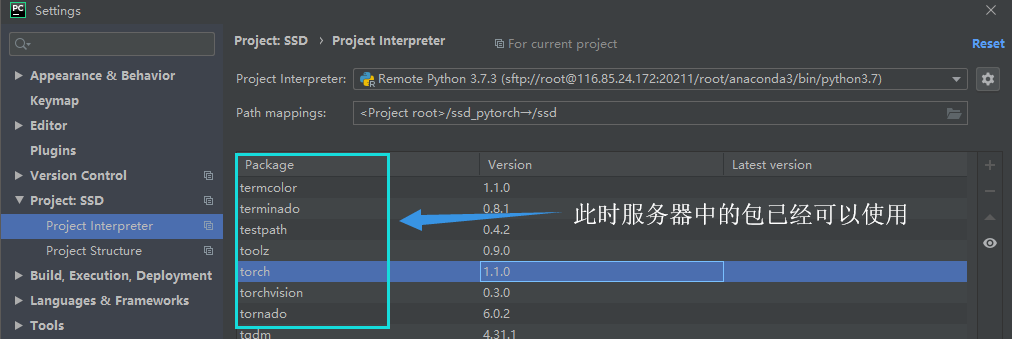 PC
Settings
Project: SSD › Project Interpreter
For current project
Reset
Appearance & Behavior
Keymap
Editor
Plugins
Version Control
Project: SSD
Project Interpreter
Project Structure
Build, Execution, Deployment
Languages & Frameworks
Tools
Project Interpreter:
Remote Python 3.7.3 (sftp://root@116.85.24.172:20211/root/anaconda3/bin/python3.7)
Path mappings:
<Project root>/ssd_pytorch→/ssd
Package Version Latest version
termcolor 1.1.0
terminado 0.8.1
testpath 0.4.2
toolz 0.9.0
torch 1.1.0
torchvision 0.3.0
tornado 6.0.2
tqdm 4.31.1
此时服务器中的包已经可以使用